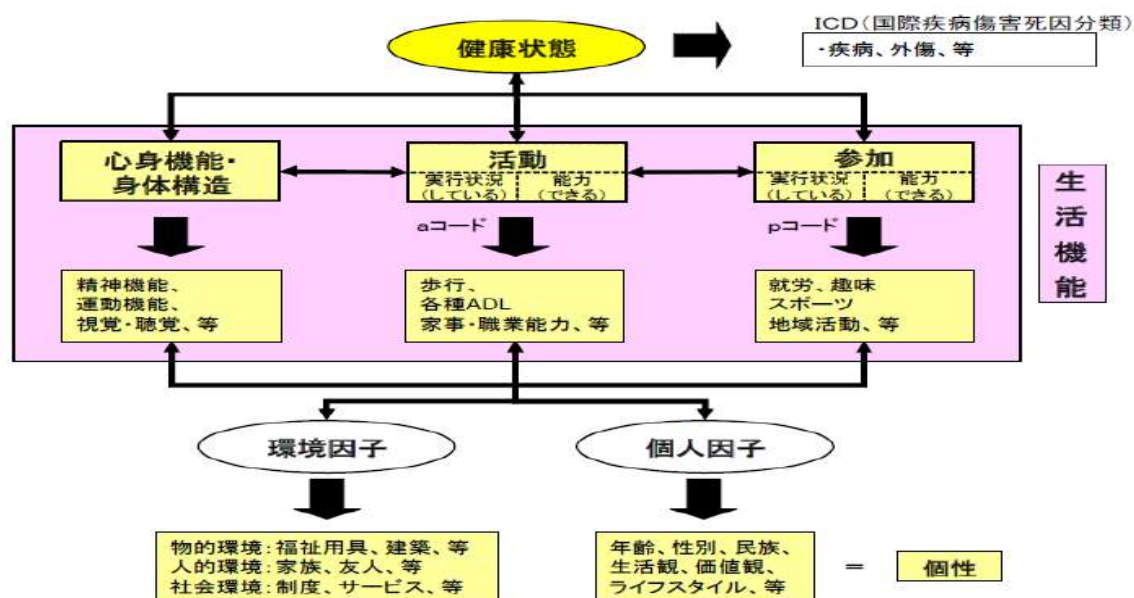 ICD(国際疾病傷害死因分類)
健康状態
・疾病、外傷、等
心身機能・
身体構造
活動
実行状況
(している)
能力
(できる)
参加
実行状況
(している)
能力
(できる)
生活機能
aコード
pコード
精神機能、
運動機能、
視覚・聴覚、等
歩行、
各種ADL
家事・職業能力、等
就労、趣味
スポーツ
地域活動、等
環境因子
個人因子
物的環境:福祉用具、建築、等
人的環境:家族、友人、等
社会環境:制度、サービス、等
年齢、性別、民族、
生活観、価値観、
ライフスタイル、等
=
個性